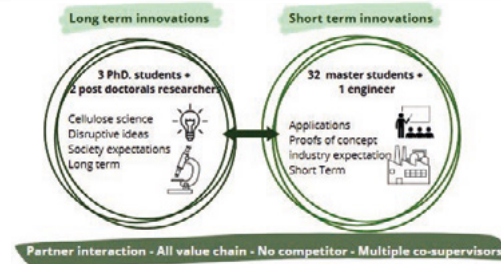 Long term innovations
3 PhD. students +
2 post doctorals researchers
Cellulose science
Disruptive ideas
Society expectations
Long term
Short term innovations
32 master students +
1 engineer
Applications
Proofs of concept
Industry expectation
Short Term
Partner interaction - All value chain - No competitor - Multiple co-supervisors